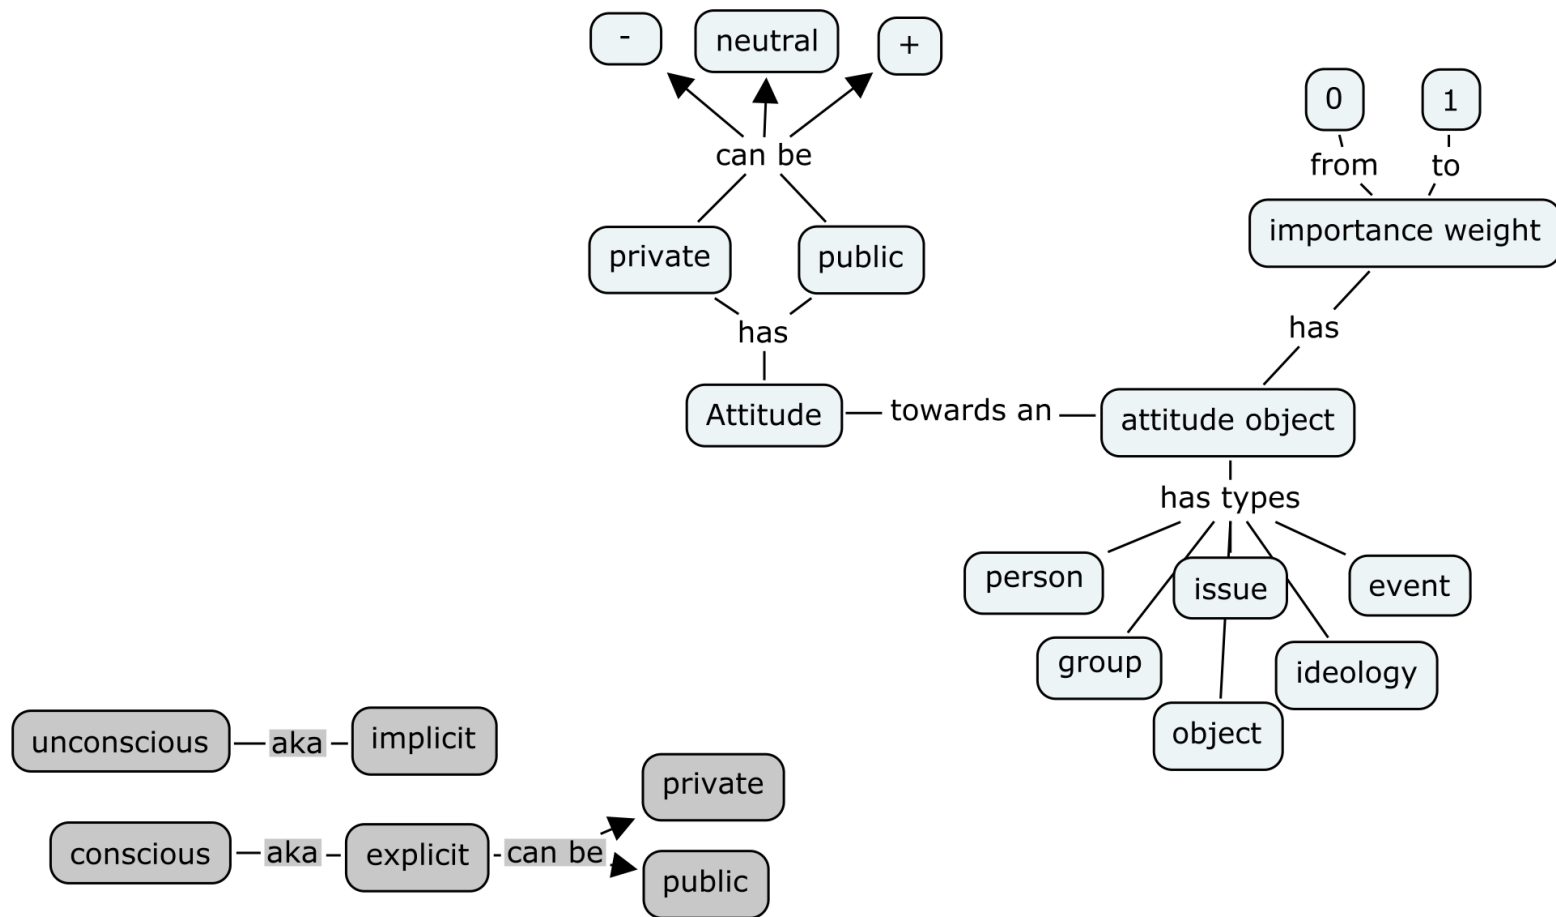 -
neutral
+
can be
private
public
has
Attitude
towards an
attitude object
0
1
from
to
importance weight
has
has types
person
issue
event
group
ideology
object
unconscious
aka
implicit
conscious
aka
explicit
can be
private
public